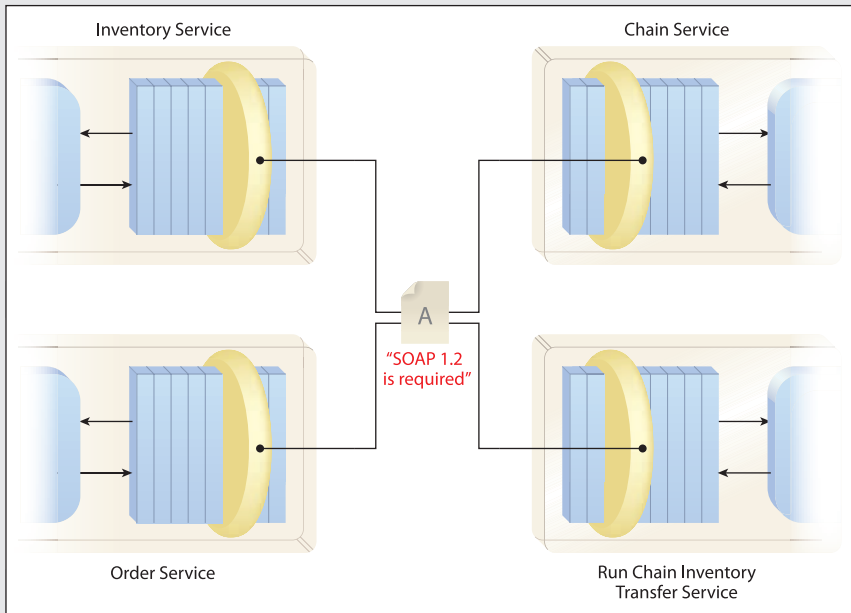 Inventory Service
Chain Service
A
“SOAP 1.2
is required”
Order Service
Run Chain Inventory
Transfer Service